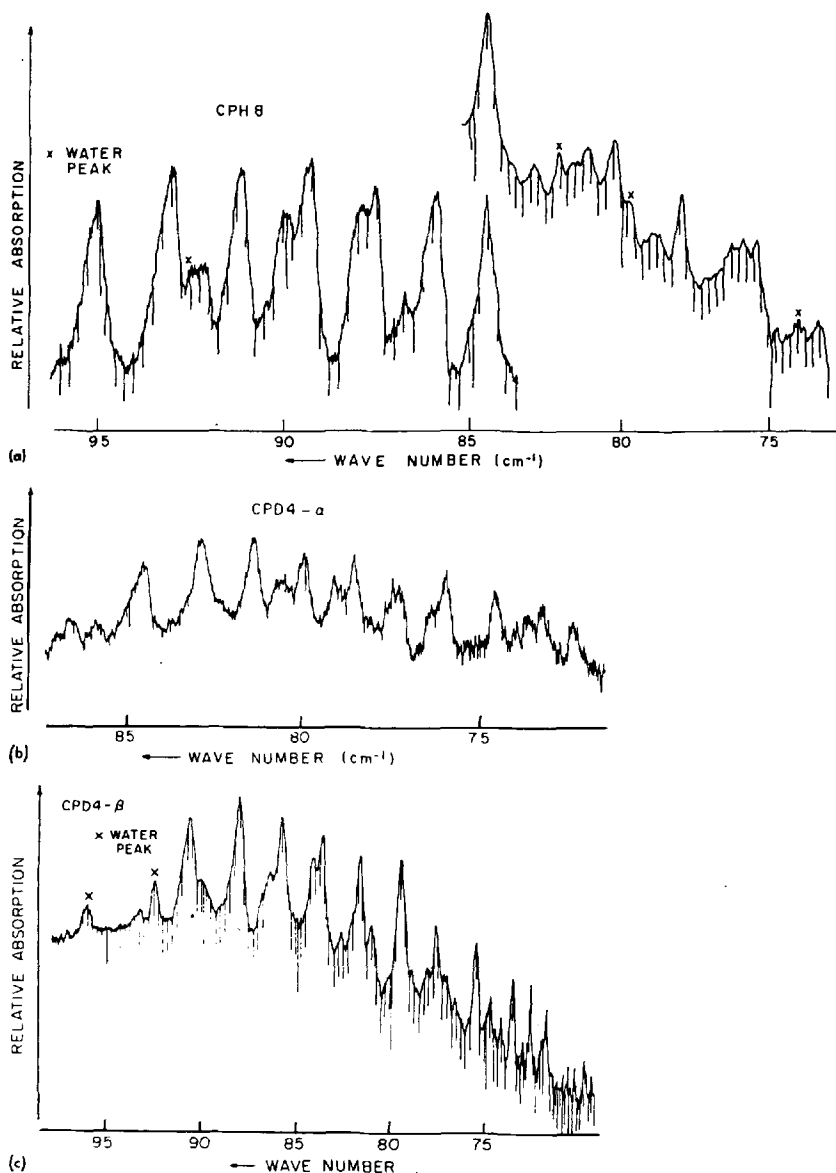 CPH 8
x WATER
PEAK
x
x
x
x
RELATIVE ABSORPTION
95
90
85
80
75
(a)
← WAVE NUMBER (cm⁻¹)
CPD4-α
RELATIVE ABSORPTION
85
80
75
(b)
← WAVE NUMBER (cm⁻¹)
CPD4-β
x WATER
PEAK
x
x
RELATIVE ABSORPTION
95
90
85
80
75
(c)
← WAVE NUMBER